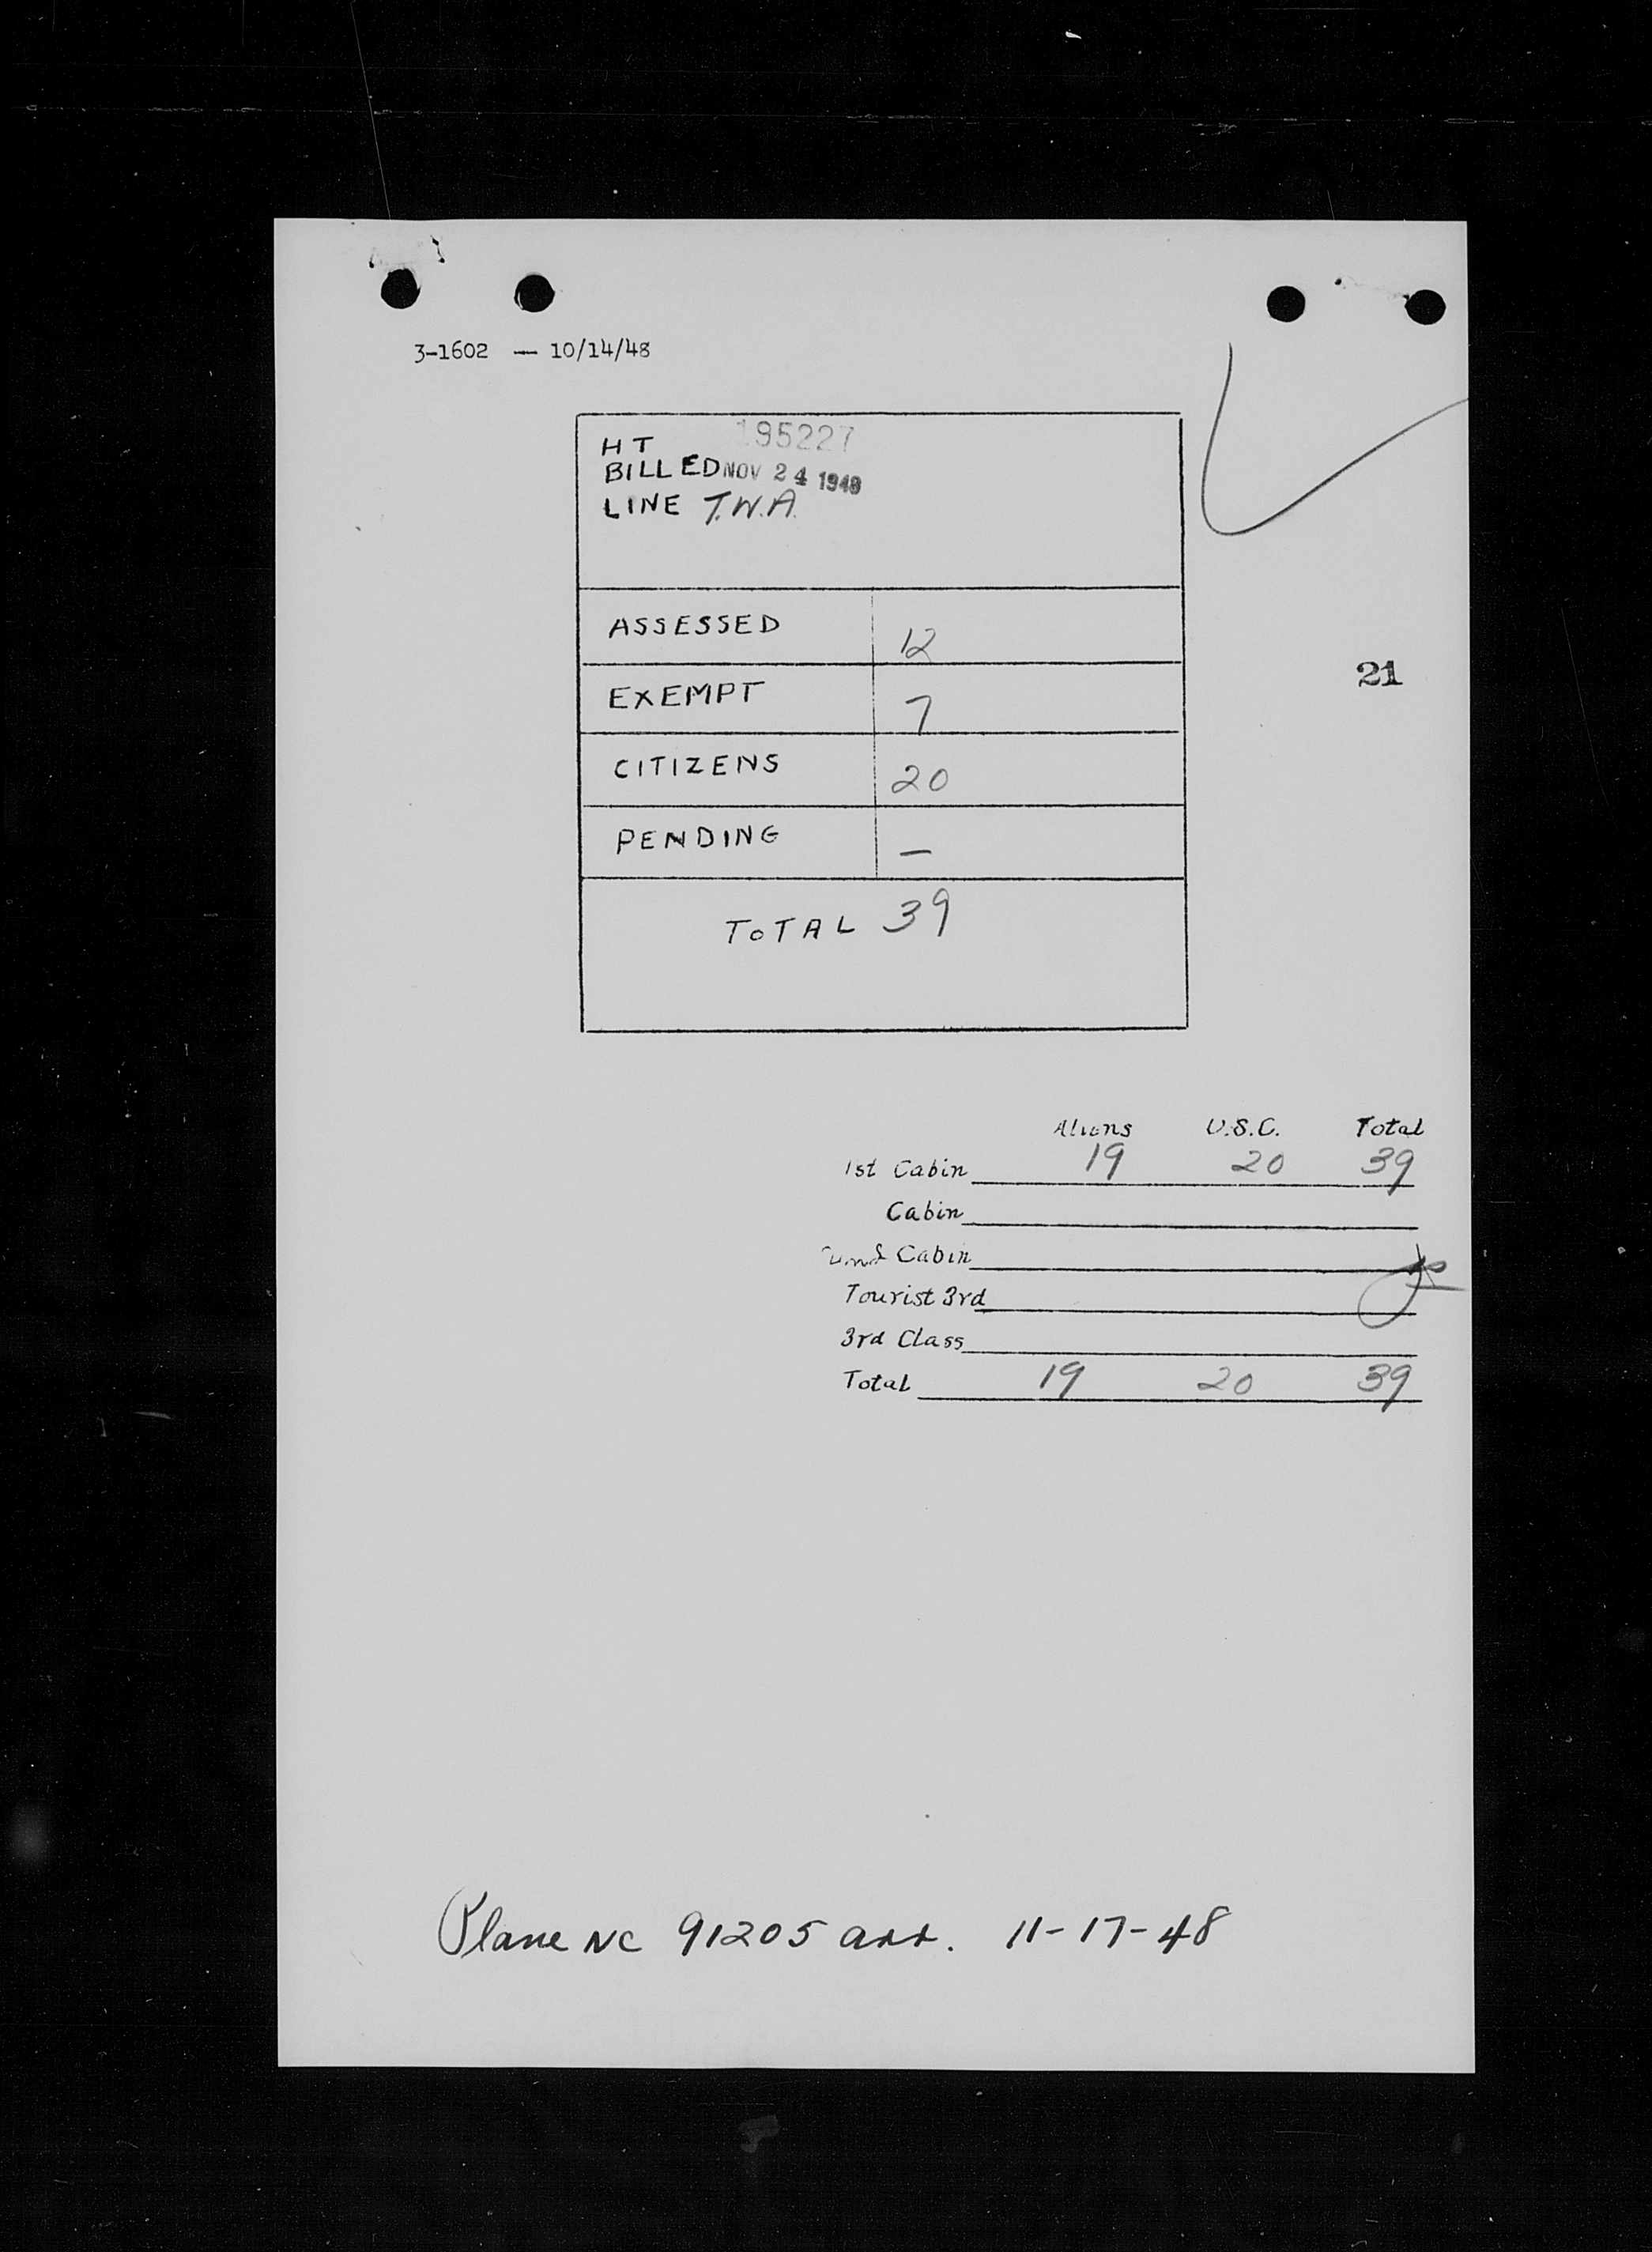 3-1602 — 10/14/48
195227
HT
BILLED NOV 24 1948
LINE T.W.A.
ASSESSED 12
EXEMPT 7
21
CITIZENS 20
PENDING —
TOTAL 39
Aliens U.S.C. Total
1st Cabin 19 20 39
Cabin
Cabin
Tourist 3rd
3rd Class
Total 19 20 39
Plane NC 91205 arr. 11-17-48